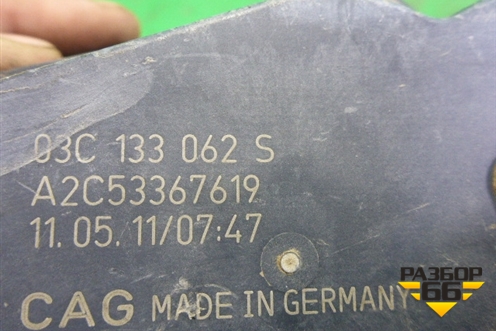 03C 133 062 S
A2C53367619
11.05.11/07:47
CAG MADE IN GERMANY
РАЗБОР
66